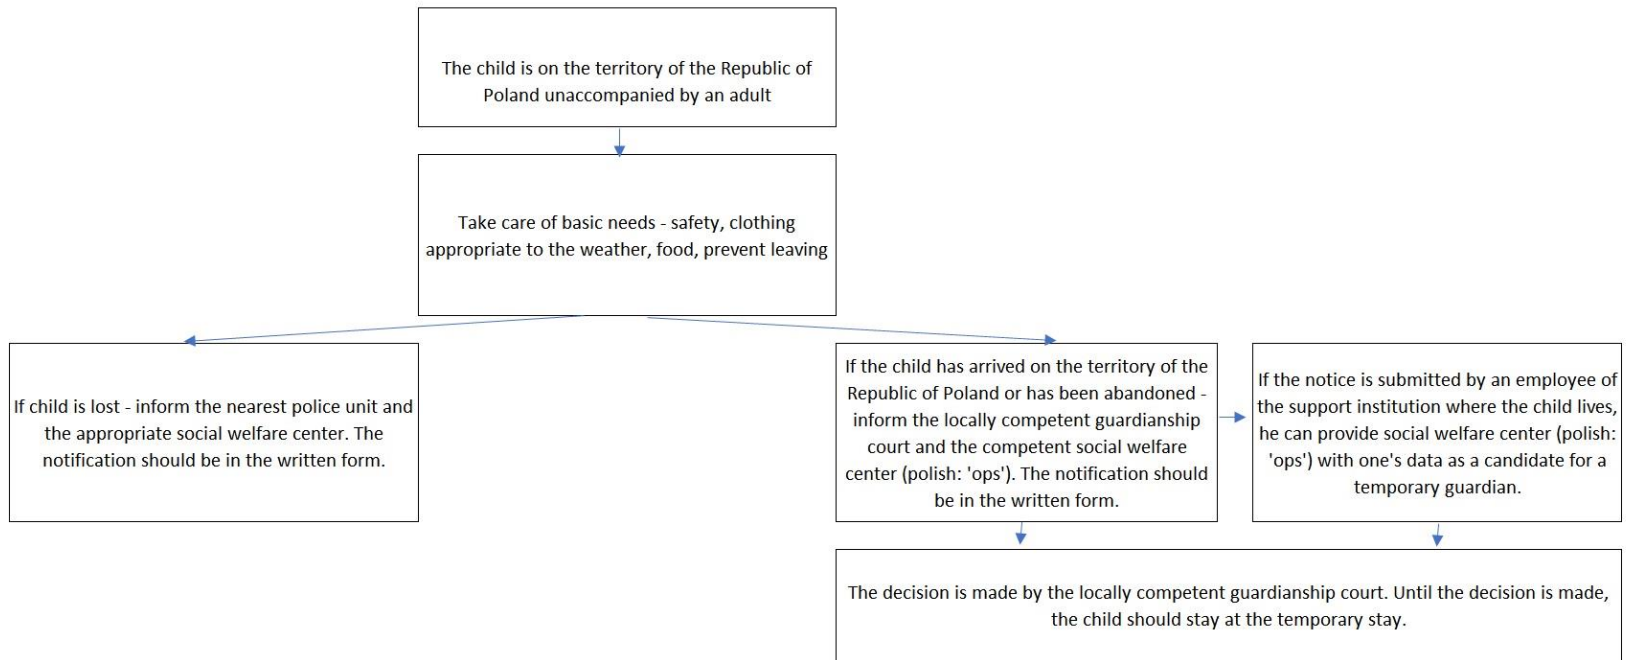 The child is on the territory of the Republic of
Poland unaccompanied by an adult
Take care of basic needs - safety, clothing
appropriate to the weather, food, prevent leaving
If child is lost - inform the nearest police unit and
the appropriate social welfare center. The
notification should be in the written form.
If the child has arrived on the territory of the
Republic of Poland or has been abandoned -
inform the locally competent guardianship
court and the competent social welfare
center (polish: 'ops'). The notification should
be in the written form.
If the notice is submitted by an employee of
the support institution where the child lives,
he can provide social welfare center (polish:
'ops') with one's data as a candidate for a
temporary guardian.
The decision is made by the locally competent guardianship court. Until the decision is made,
the child should stay at the temporary stay.